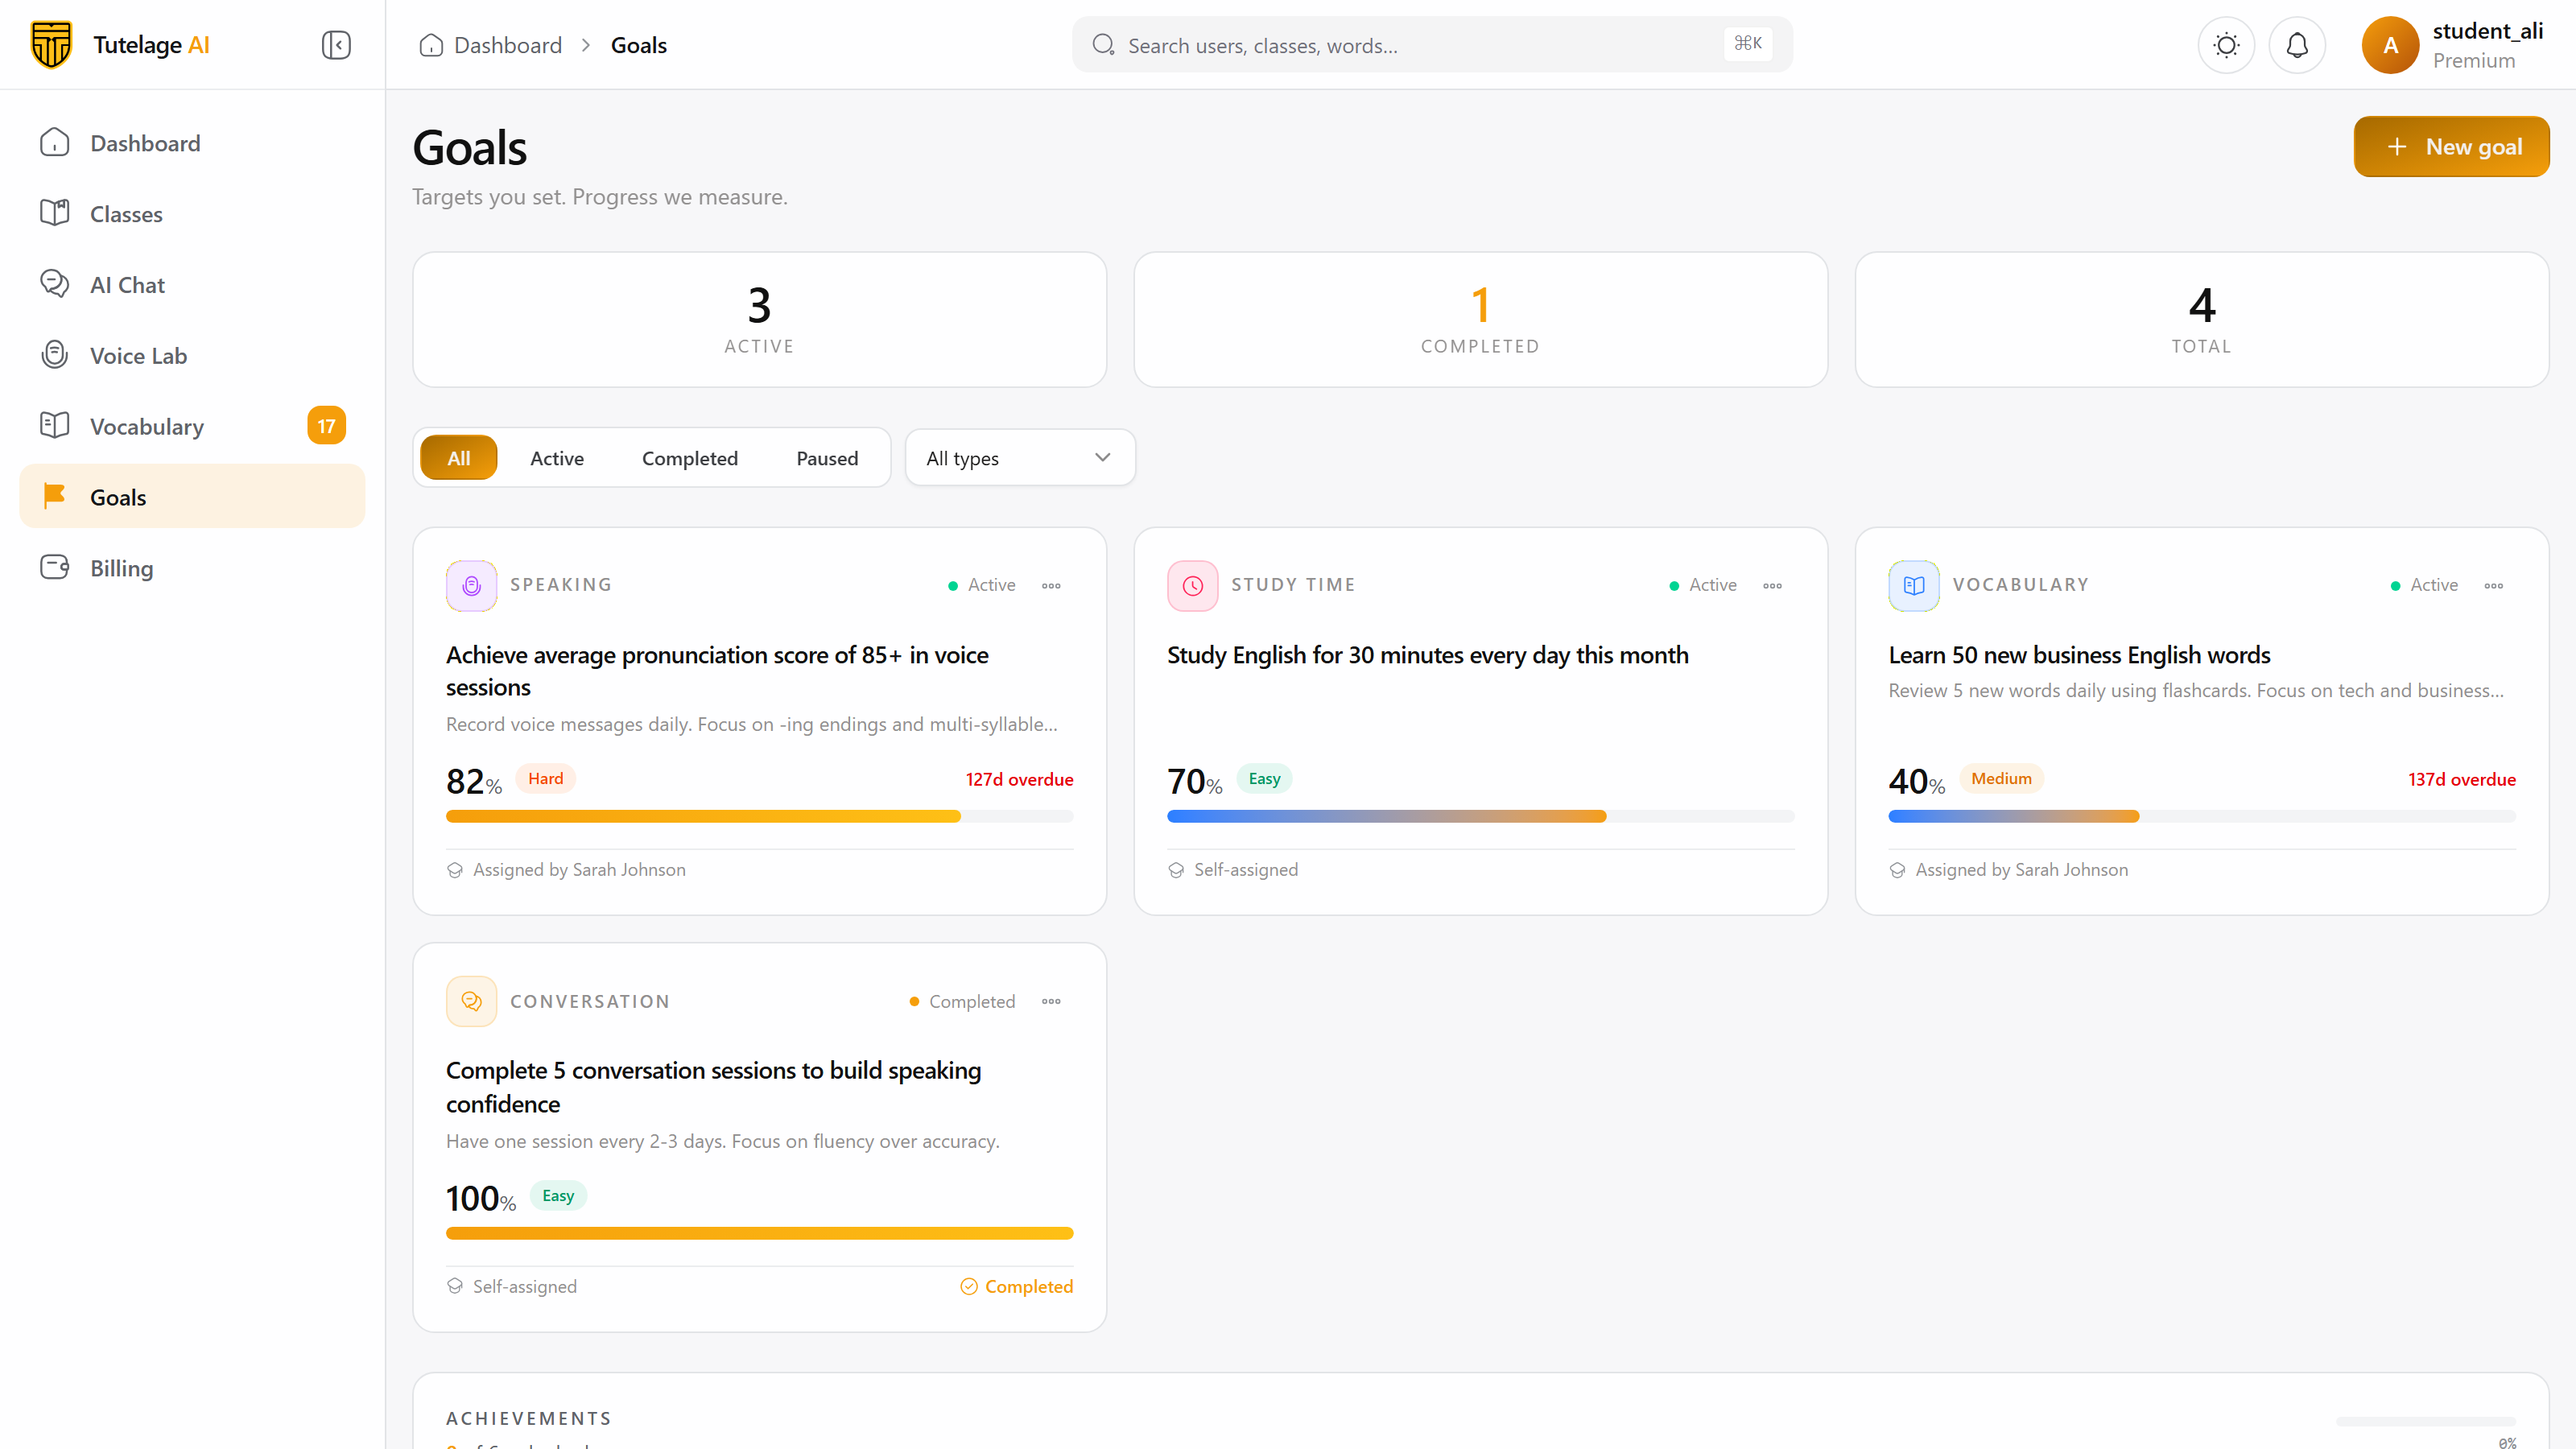 Tutelage AI
Dashboard
Goals
Search users, classes, words...
⌘K
A
student_ali
Premium
Dashboard
Classes
AI Chat
Voice Lab
Vocabulary
17
Goals
Billing
Goals
Targets you set. Progress we measure.
New goal
3
ACTIVE
1
COMPLETED
4
TOTAL
All
Active
Completed
Paused
All types
SPEAKING
Active
Achieve average pronunciation score of 85+ in voice
sessions
Record voice messages daily. Focus on -ing endings and multi-syllable...
82%
Hard
127d overdue
Assigned by Sarah Johnson
STUDY TIME
Active
Study English for 30 minutes every day this month
70%
Easy
Self-assigned
VOCABULARY
Active
Learn 50 new business English words
Review 5 new words daily using flashcards. Focus on tech and business...
40%
Medium
137d overdue
Assigned by Sarah Johnson
CONVERSATION
Completed
Complete 5 conversation sessions to build speaking
confidence
Have one session every 2-3 days. Focus on fluency over accuracy.
100%
Easy
Self-assigned
Completed
ACHIEVEMENTS
0%